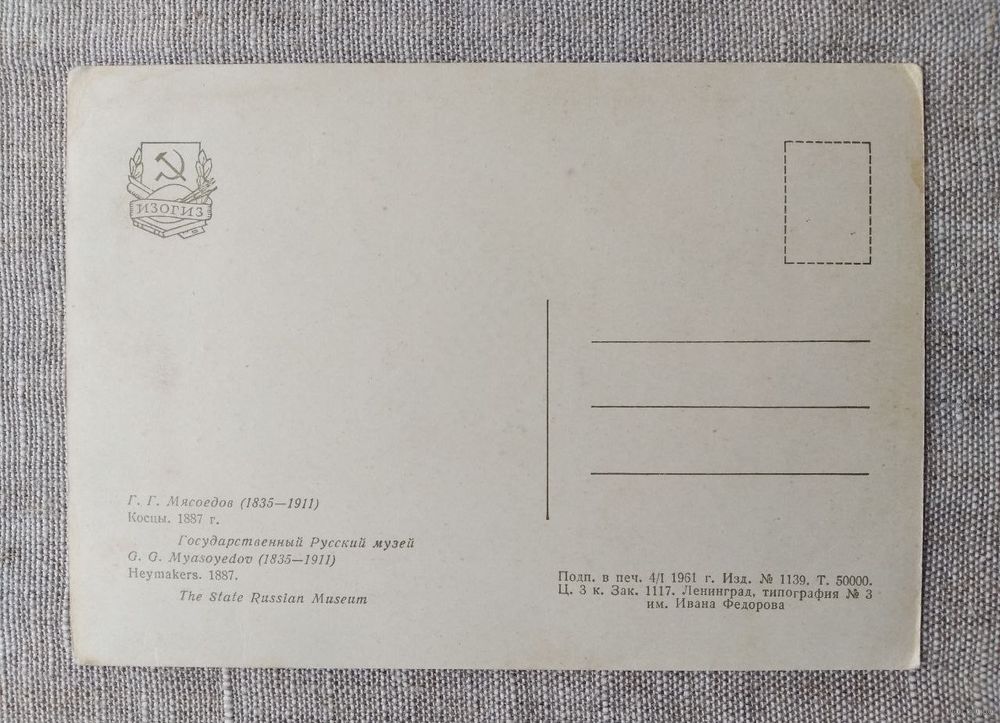 ИЗОГИЗ
Г. Г. Мясоедов (1835—1911)
Косцы. 1887 г.
Государственный Русский музей
G. G. Myasoyedov (1835—1911)
Heymakers. 1887.
The State Russian Museum
Подп. в печ. 4/I 1961 г. Изд. № 1139. Т. 50000.
Ц. 3 к. Зак. 1117. Ленинград, типография № 3
им. Ивана Федорова